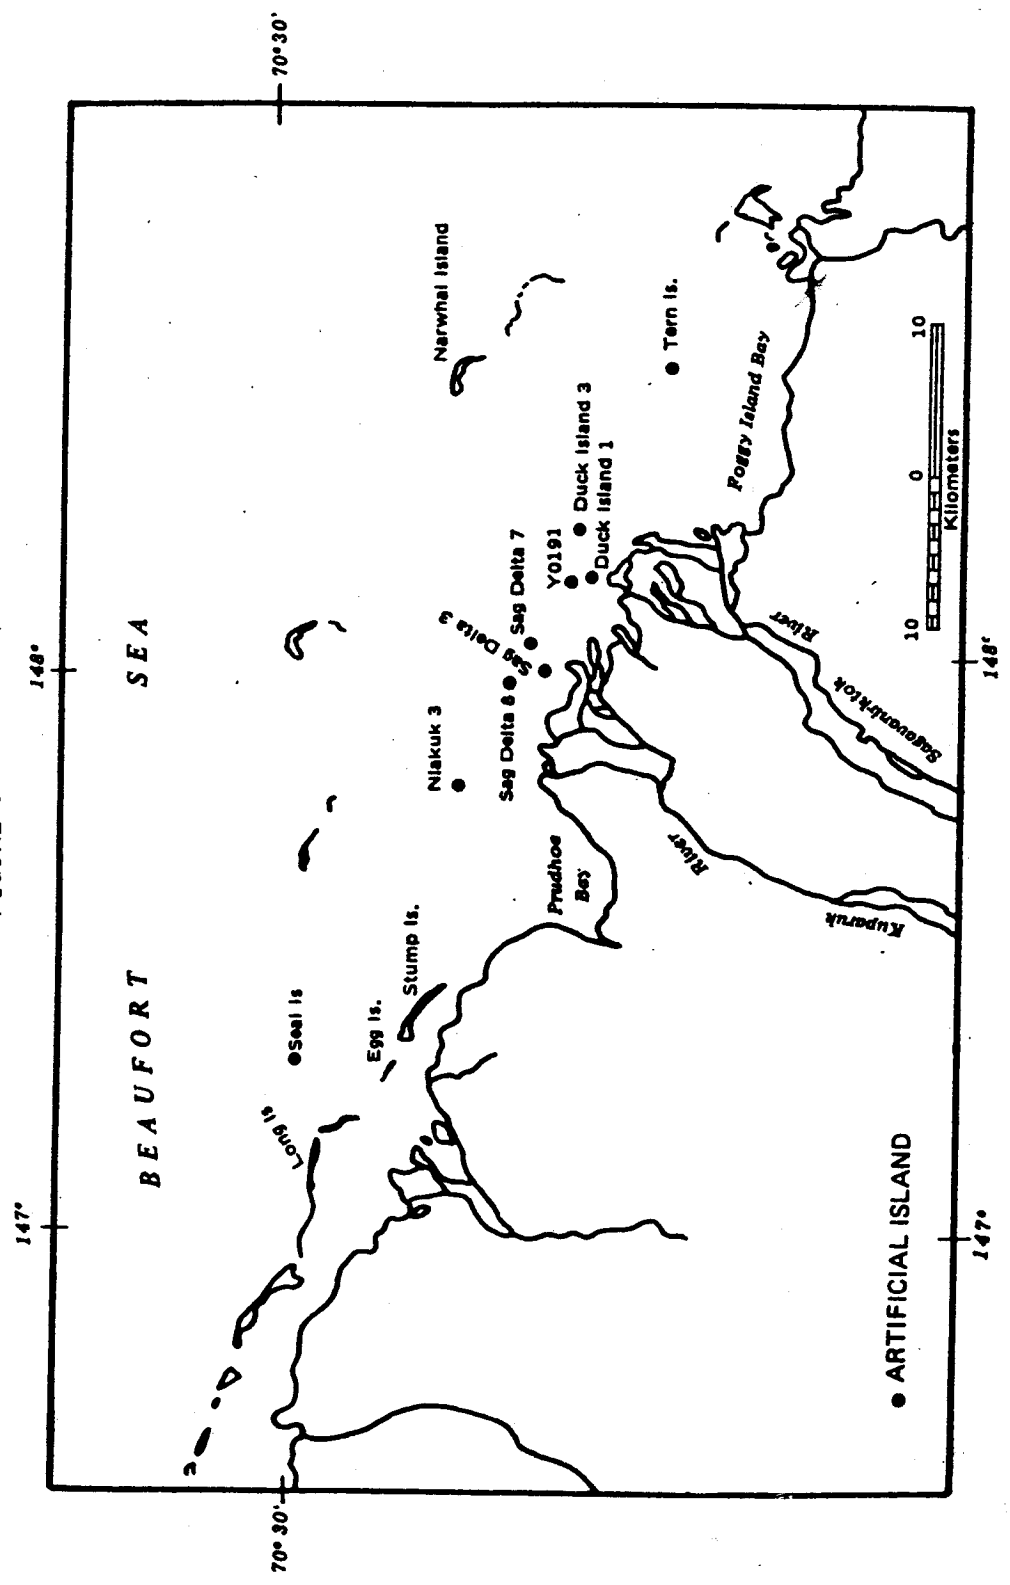 147°
148°
70° 30'
70° 30'
BEAUFORT
SEA
Long Is
Seal Is
Egg Is.
Stump Is.
Narwhal Island
Niakuk 3
Sag Delta 8
Sag Delta 3
Sag Delta 7
Y0191
Duck Island 3
Duck Island 1
Tern Is.
Prudhoe
Bay
Foggy Island Bay
River
Kuparuk
River
Sagavanirktok
ARTIFICIAL ISLAND
10
0
10
Kilometers
147°
148°